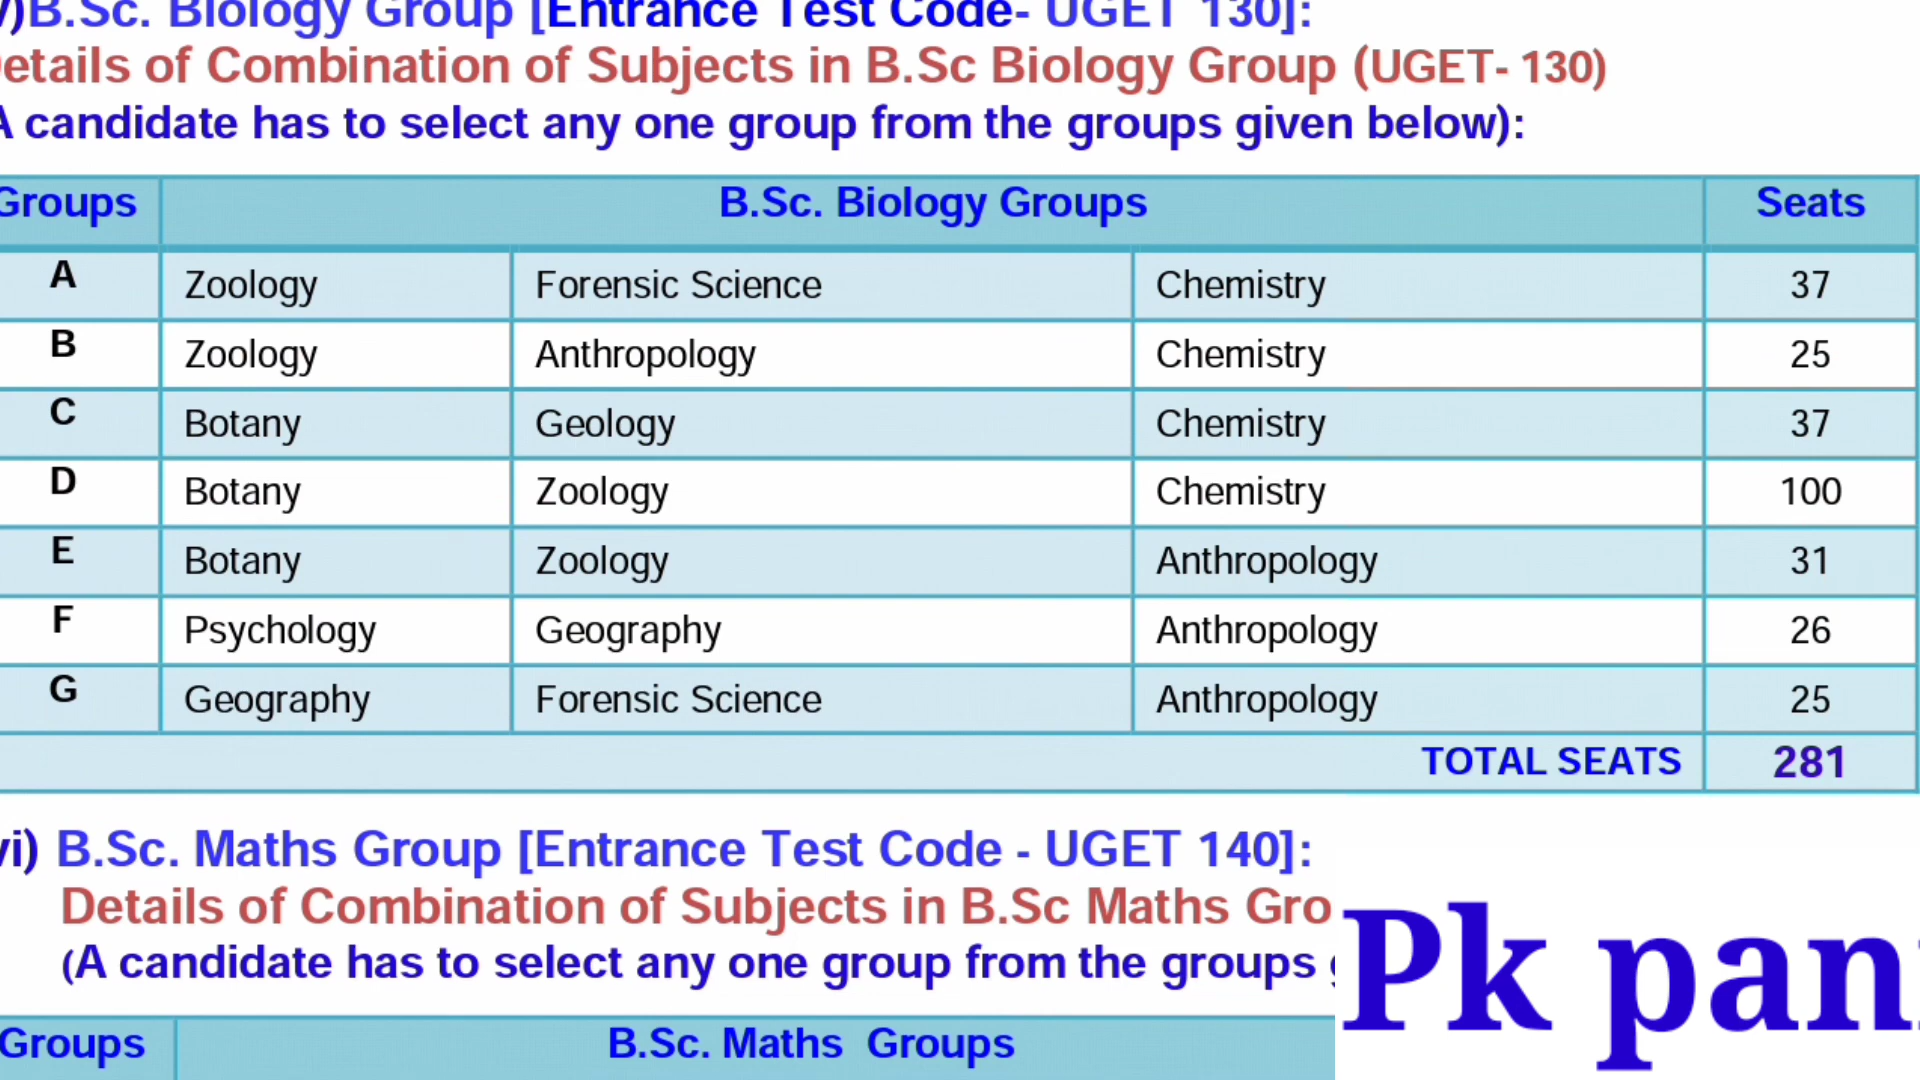 v)B.Sc. Biology Group [Entrance Test Code- UGET 130]:
etails of Combination of Subjects in B.Sc Biology Group (UGET- 130)
A candidate has to select any one group from the groups given below):
Groups B.Sc. Biology Groups Seats
A Zoology Forensic Science Chemistry 37
B Zoology Anthropology Chemistry 25
C Botany Geology Chemistry 37
D Botany Zoology Chemistry 100
E Botany Zoology Anthropology 31
F Psychology Geography Anthropology 26
G Geography Forensic Science Anthropology 25
TOTAL SEATS 281
vi) B.Sc. Maths Group [Entrance Test Code - UGET 140]:
Details of Combination of Subjects in B.Sc Maths Gro
(A candidate has to select any one group from the groups
Pk pan
Groups B.Sc. Maths Groups